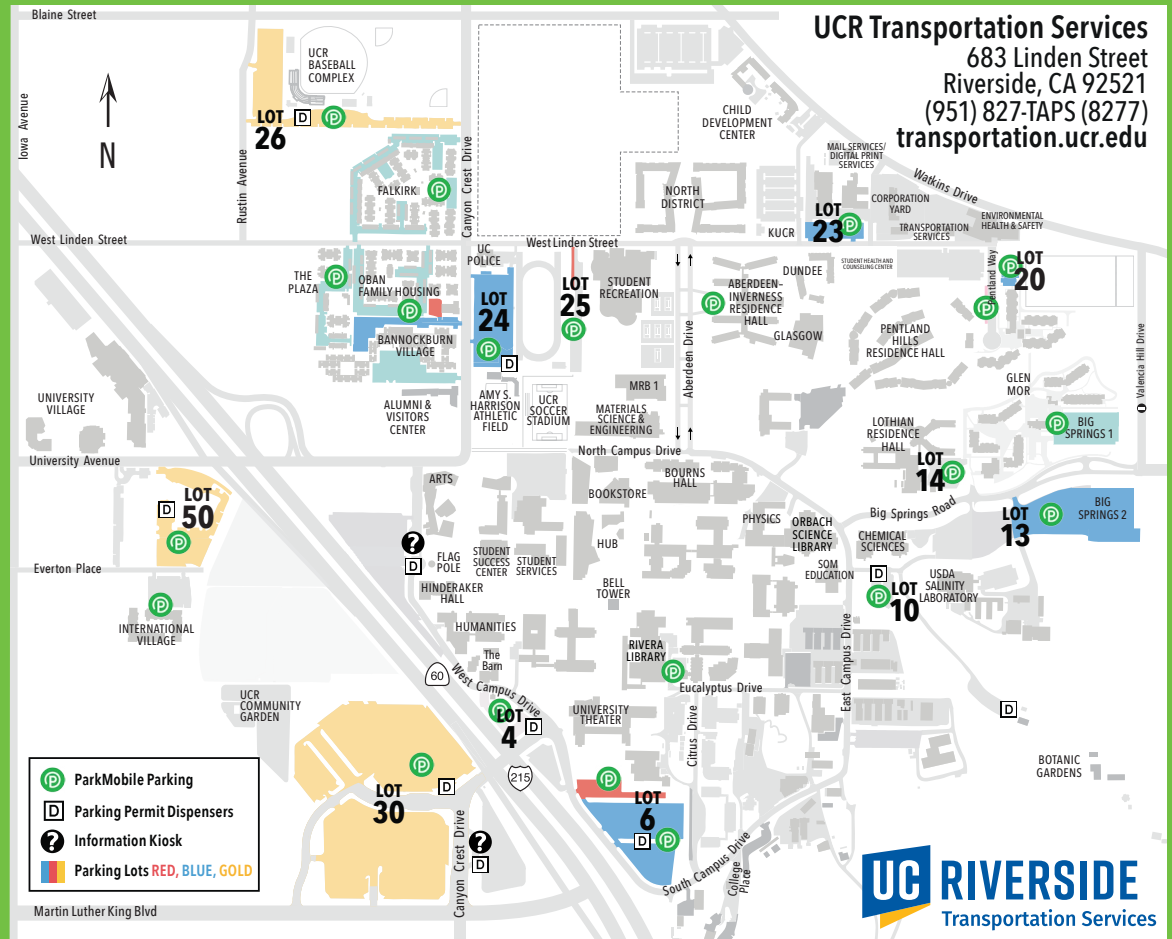 Blaine Street
UCR Transportation Services
683 Linden Street
Riverside, CA 92521
(951) 827-TAPS (8277)
transportation.ucr.edu
Iowa Avenue
N
Rustin Avenue
UCR
BASEBALL
COMPLEX
LOT
26
D
FALKIRK
Canyon Crest Drive
CHILD
DEVELOPMENT
CENTER
NORTH
DISTRICT
MAIL SERVICES/
DIGITAL PRINT
SERVICES
Watkins Drive
LOT
23
KUCR
CORPORATION
YARD
TRANSPORTATION
SERVICES
ENVIRONMENTAL
HEALTH & SAFETY
West Linden Street
West Linden Street
THE
PLAZA
OBAN
FAMILY HOUSING
BANNOCKBURN
VILLAGE
UC
POLICE
LOT
24
D
LOT
25
STUDENT
RECREATION
Aberdeen Drive
ABERDEEN-
INVERNESS
RESIDENCE
HALL
DUNDEE
GLASGOW
STUDENT HEALTH AND
COUNSELING CENTER
PENTLAND
HILLS
RESIDENCE HALL
Pentland Way
LOT
20
Valencia Hill Drive
GLEN
MOR
BIG
SPRINGS 1
UNIVERSITY
VILLAGE
ALUMNI &
VISITORS
CENTER
AMY S.
HARRISON
ATHLETIC
FIELD
UCR
SOCCER
STADIUM
MRB 1
MATERIALS
SCIENCE &
ENGINEERING
LOTHIAN
RESIDENCE
HALL
LOT
14
University Avenue
North Campus Drive
ARTS
BOOKSTORE
BOURNS
HALL
Big Springs Road
LOT
13
BIG
SPRINGS 2
LOT
50
D
PHYSICS
ORBACH
SCIENCE
LIBRARY
CHEMICAL
SCIENCES
?
D
FLAG
POLE
STUDENT
SUCCESS
CENTER
STUDENT
SERVICES
HUB
SOM
EDUCATION
D
LOT
10
USDA
SALINITY
LABORATORY
Everton Place
HINDERAKER
HALL
BELL
TOWER
INTERNATIONAL
VILLAGE
HUMANITIES
The
Barn
RIVERA
LIBRARY
East Campus Drive
60
West Campus Drive
Eucalyptus Drive
UCR
COMMUNITY
GARDEN
LOT
4
D
UNIVERSITY
THEATER
Citrus Drive
D
BOTANIC
GARDENS
215
LOT
30
D
LOT
6
D
Canyon Crest Drive
?
D
South Campus Drive
College
Place
P ParkMobile Parking
D Parking Permit Dispensers
? Information Kiosk
Parking Lots RED, BLUE, GOLD
Martin Luther King Blvd
UC RIVERSIDE
Transportation Services